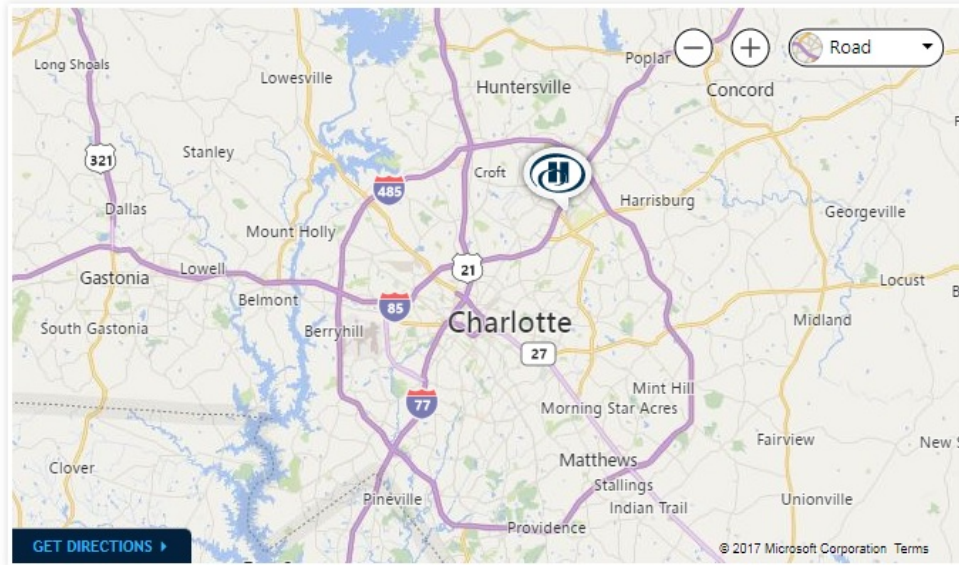 Long Shoals
Lowesville
Huntersville
Poplar
Road
Concord
321
Stanley
Croft
H
485
Harrisburg
Dallas
Georgeville
Mount Holly
21
Gastonia
Lowell
Locust
Belmont
85
Charlotte
Midland
South Gastonia
Berryhill
27
Mint Hill
77
Morning Star Acres
Fairview
New
Clover
Matthews
Stallings
Pineville
Indian Trail
Unionville
Providence
GET DIRECTIONS
© 2017 Microsoft Corporation Terms